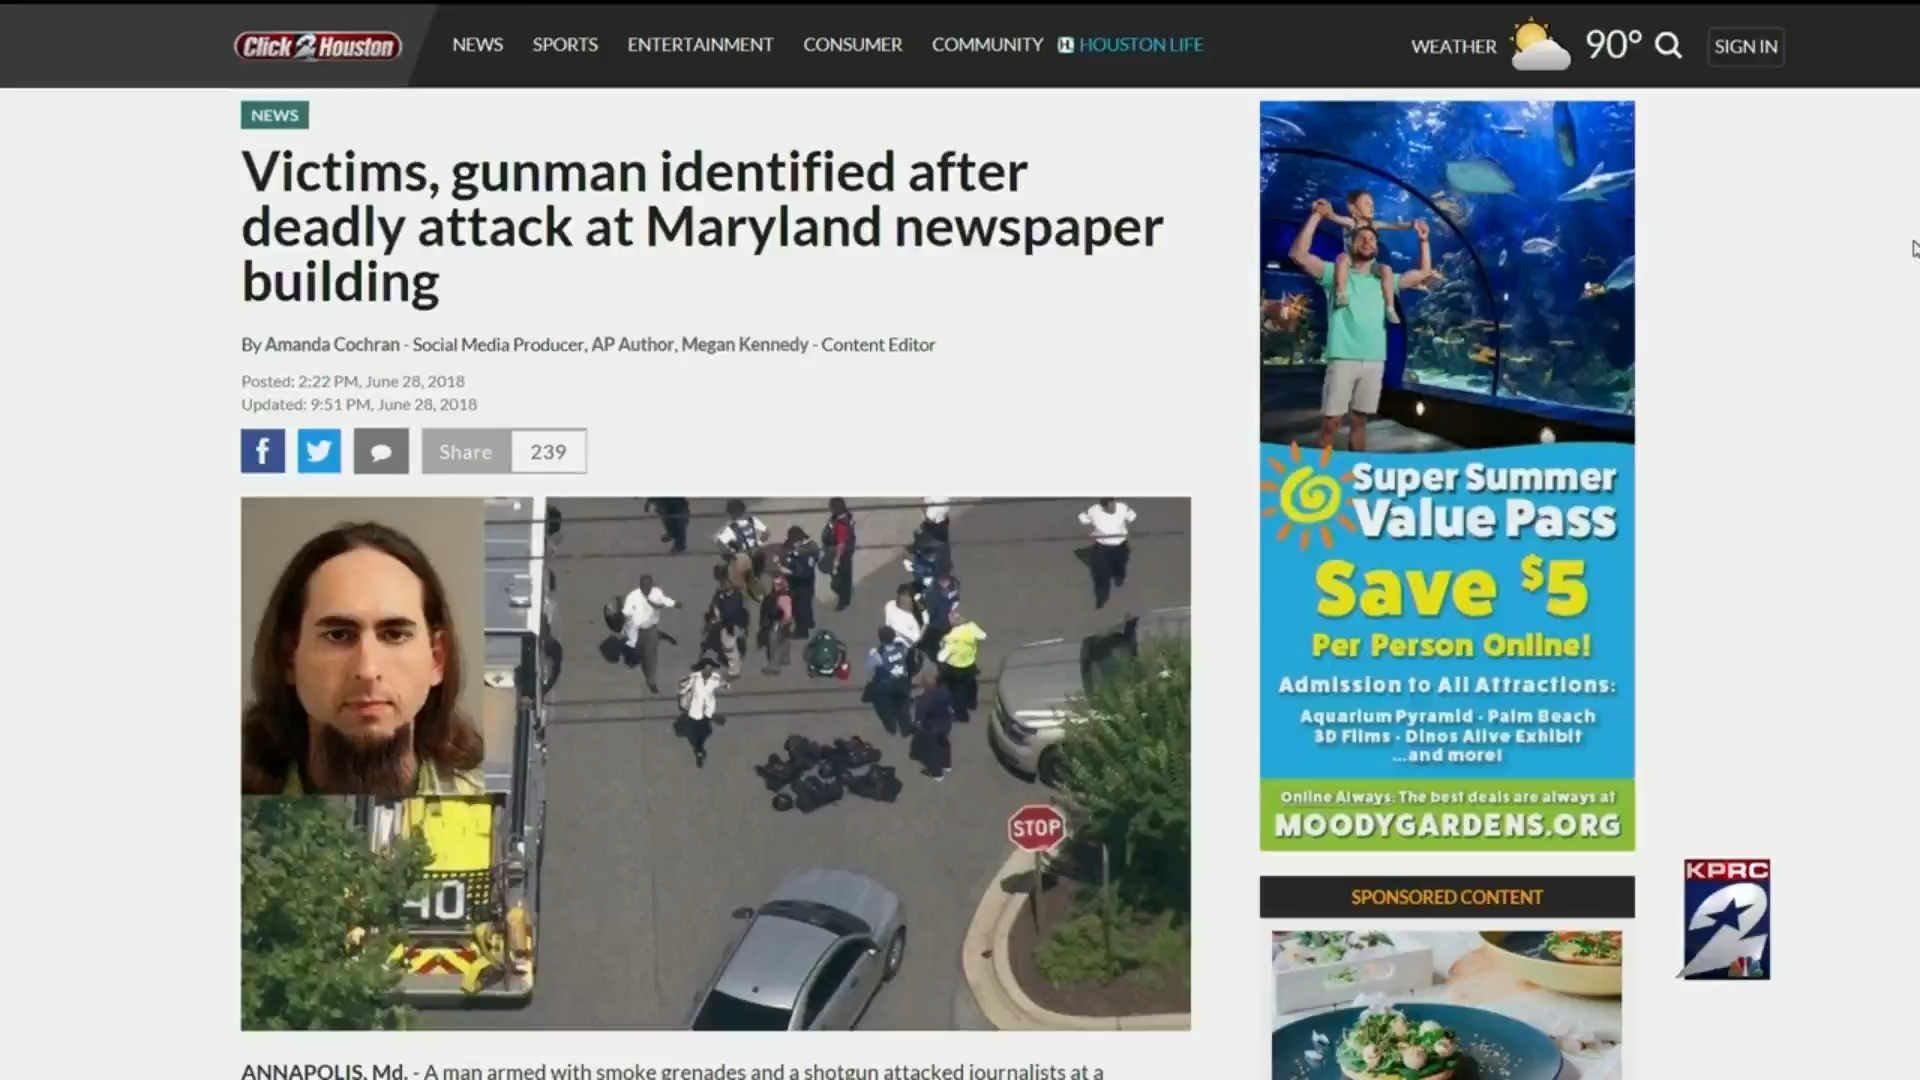 Click 2 Houston
NEWS SPORTS ENTERTAINMENT CONSUMER COMMUNITY H HOUSTON LIFE
WEATHER 90° SIGN IN
NEWS
Victims, gunman identified after
deadly attack at Maryland newspaper
building
By Amanda Cochran - Social Media Producer, AP Author, Megan Kennedy - Content Editor
Posted: 2:22 PM, June 28, 2018
Updated: 9:51 PM, June 28, 2018
f Share 239
STOP
40
ANNAPOLIS, Md. - A man armed with smoke grenades and a shotgun attacked journalists at a
Super Summer
Value Pass
Save $5
Per Person Online!
Admission to All Attractions:
Aquarium Pyramid • Palm Beach
3D Films • Dinos Alive Exhibit
...and more!
Online Always. The best deals are always at
MOODYGARDENS.ORG
SPONSORED CONTENT
KPRC
2